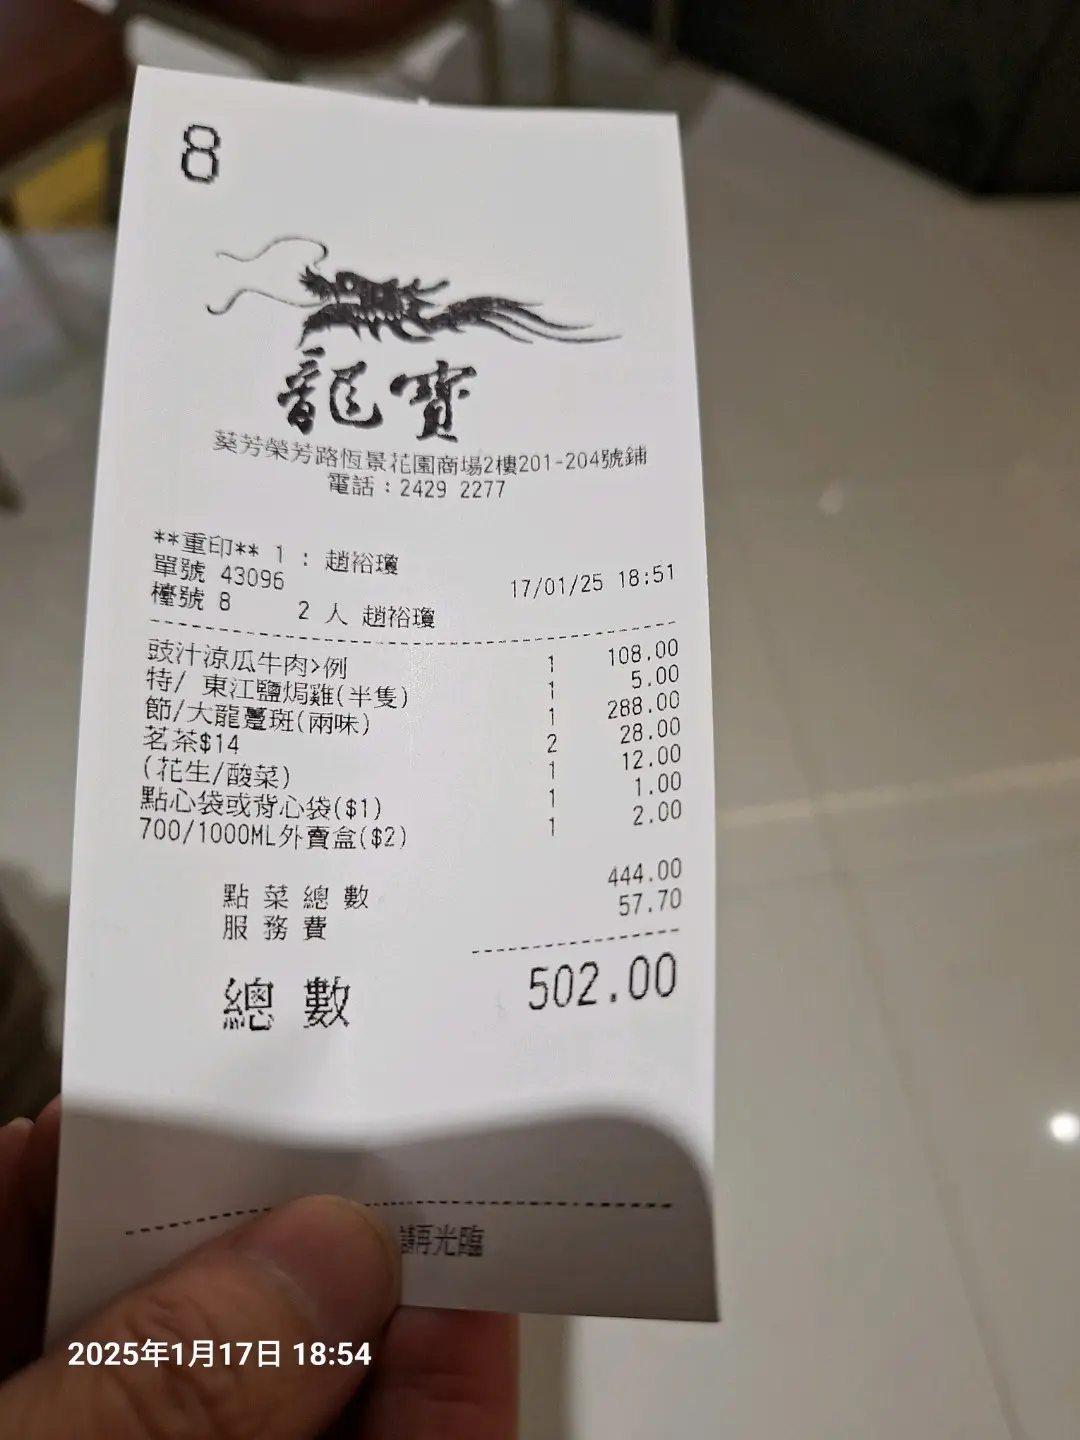 8
龍寶
葵芳榮芳路恆景花園商場2樓201-204號鋪
電話：2429 2277
**重印** 1 : 趙裕瓊
單號 43096 17/01/25 18:51
檯號 8 2 人 趙裕瓊
豉汁涼瓜牛肉>例 1 108.00
特/ 東江鹽焗雞(半隻) 1 5.00
節/大龍躉斑(兩味) 1 288.00
茗茶$14 2 28.00
(花生/酸菜) 1 12.00
點心袋或背心袋($1) 1 1.00
700/1000ML外賣盒($2) 1 2.00
點菜總數 444.00
服務費 57.70
總數 502.00
請再光臨
2025年1月17日 18:54